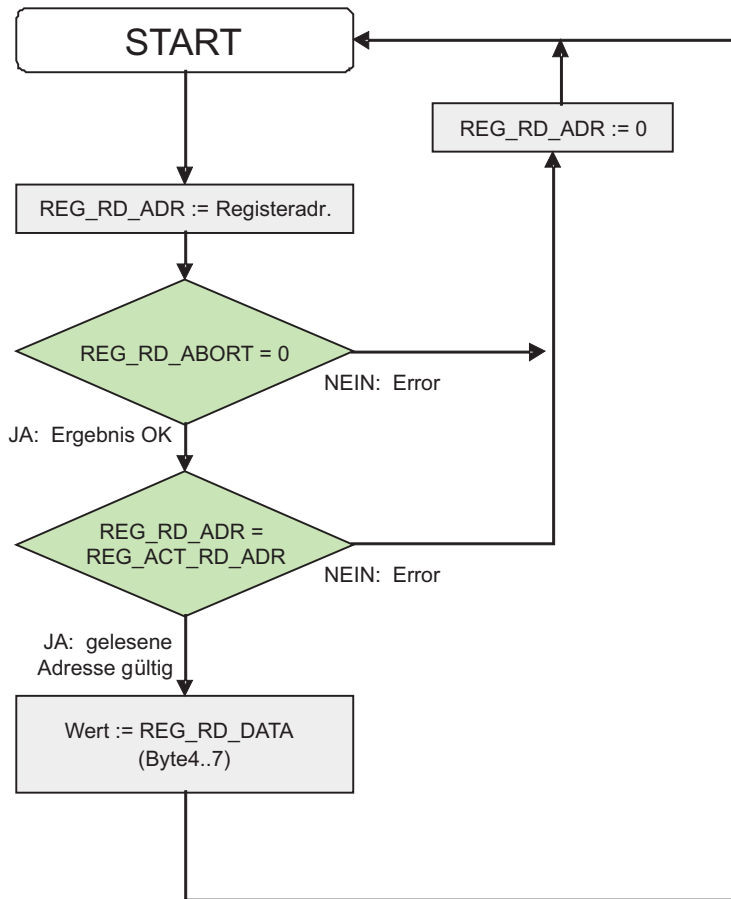 START
REG_RD_ADR := 0
REG_RD_ADR := Registeradr.
REG_RD_ABORT = 0
NEIN: Error
JA: Ergebnis OK
REG_RD_ADR =
REG_ACT_RD_ADR
NEIN: Error
JA: gelesene
Adresse gültig
Wert := REG_RD_DATA
(Byte4..7)